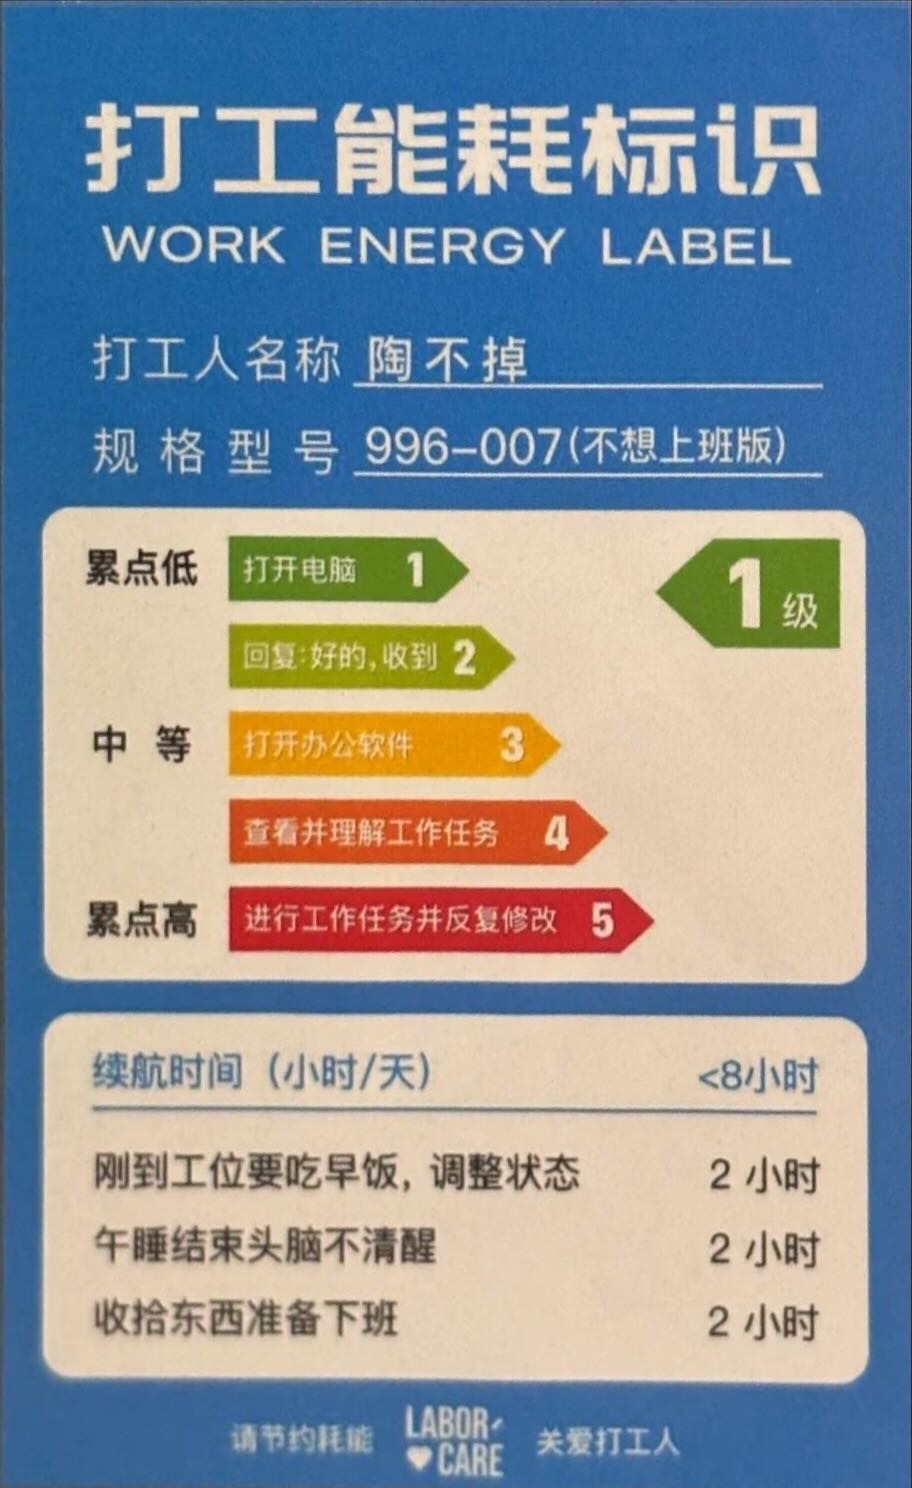 打工能耗标识
WORK ENERGY LABEL
打工人名称 陶不掉
规格型号 996-007(不想上班版)
累点低 打开电脑 1 1级
回复:好的,收到 2
中等 打开办公软件 3
查看并理解工作任务 4
累点高 进行工作任务并反复修改 5
续航时间（小时/天） <8小时
刚到工位要吃早饭，调整状态 2 小时
午睡结束头脑不清醒 2 小时
收拾东西准备下班 2 小时
请节约耗能 LABOR CARE 关爱打工人